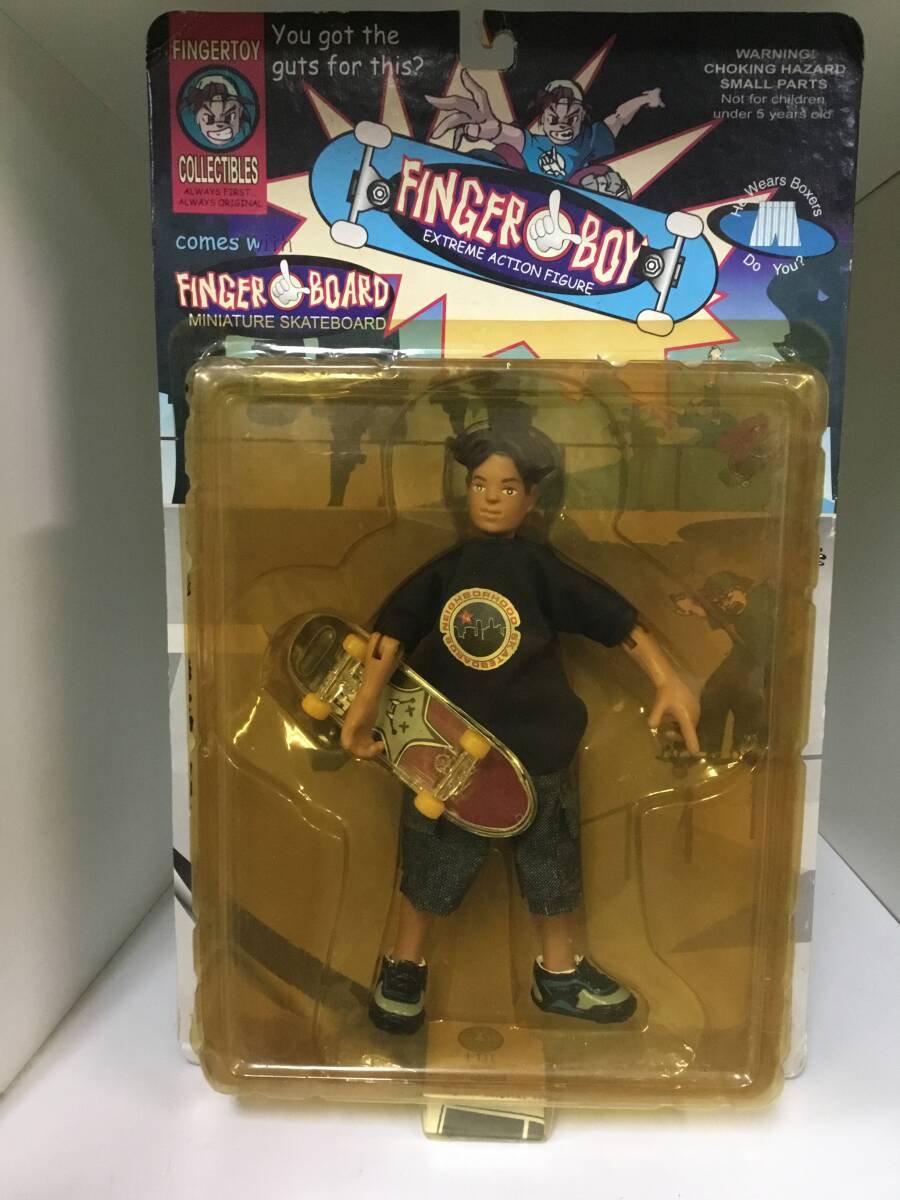 FINGERTOY
COLLECTIBLES
ALWAYS FIRST...
ALWAYS ORIGINAL
You got the
guts for this?
WARNING!
CHOKING HAZARD
SMALL PARTS
Not for children
under 5 years old
FINGER BOY
EXTREME ACTION FIGURE
He Wears Boxers
Do You?
comes with
FINGER BOARD
MINIATURE SKATEBOARD
NEIGHBORHOOD
SKATEBOARDS